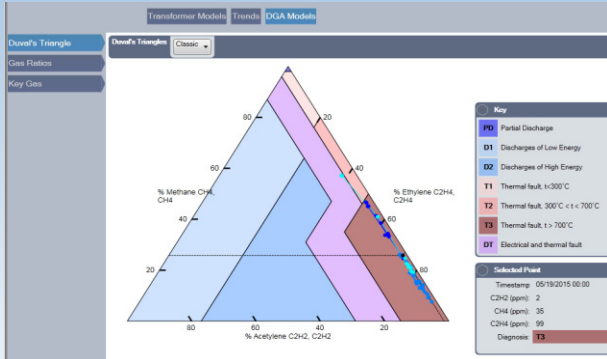 Transformer Models Trends DGA Models
Duval's Triangle
Gas Ratios
Key Gas
Duval's Triangles Classic
80
60
40
20
20
40
60
80
% Methane CH4,
CH4
% Ethylene C2H4,
C2H4
80 60 40 20
% Acetylene C2H2, C2H2
Key
PD Partial Discharge
D1 Discharges of Low Energy
D2 Discharges of High Energy
T1 Thermal fault, t<300°C
T2 Thermal fault, 300°C < t < 700°C
T3 Thermal fault, t > 700°C
DT Electrical and thermal fault
Selected Point
Timestamp 05/19/2015 00:00
C2H2 (ppm): 2
CH4 (ppm): 35
C2H4 (ppm): 99
Diagnosis: T3